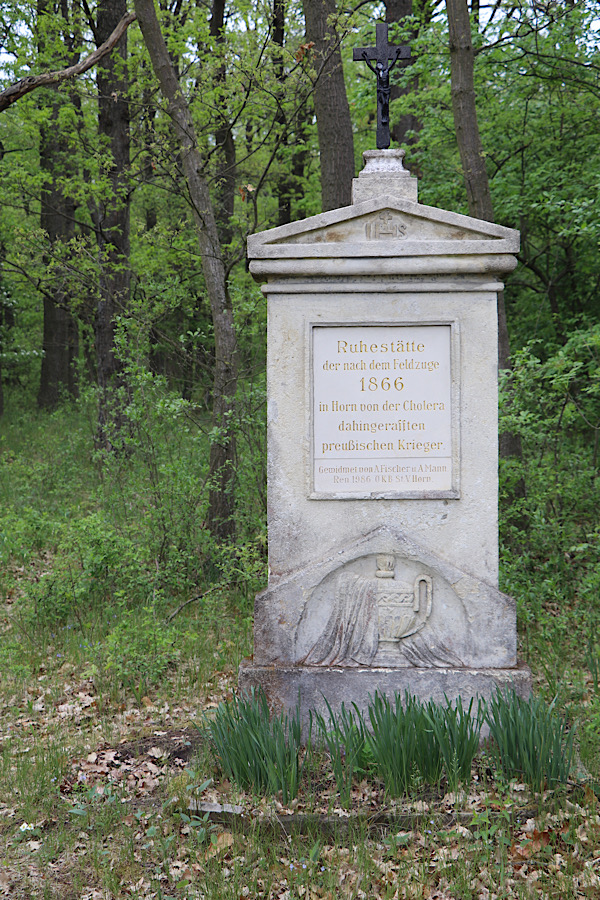 IHS
Ruhestätte
der nach dem Feldzuge
1866
in Horn von der Cholera
dahingerafften
preußischen Krieger.
Gewidmet von A Fischer u. A Mann
Ren 1986 ÖKB St.V. Horn